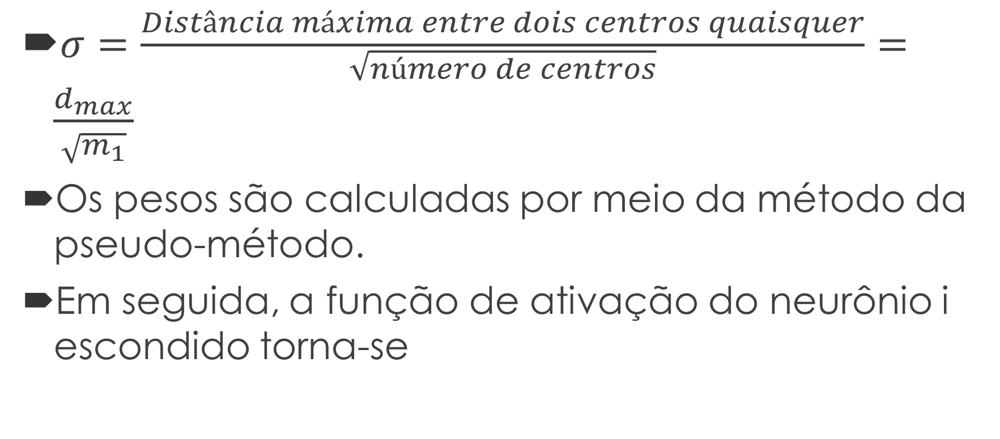 σ = \frac{Distância máxima entre dois centros quaisquer}{\sqrt{número de centros}} =
\frac{d_{max}}{\sqrt{m_1}}
Os pesos são calculadas por meio da método da
pseudo-método.
Em seguida, a função de ativação do neurônio i
escondido torna-se